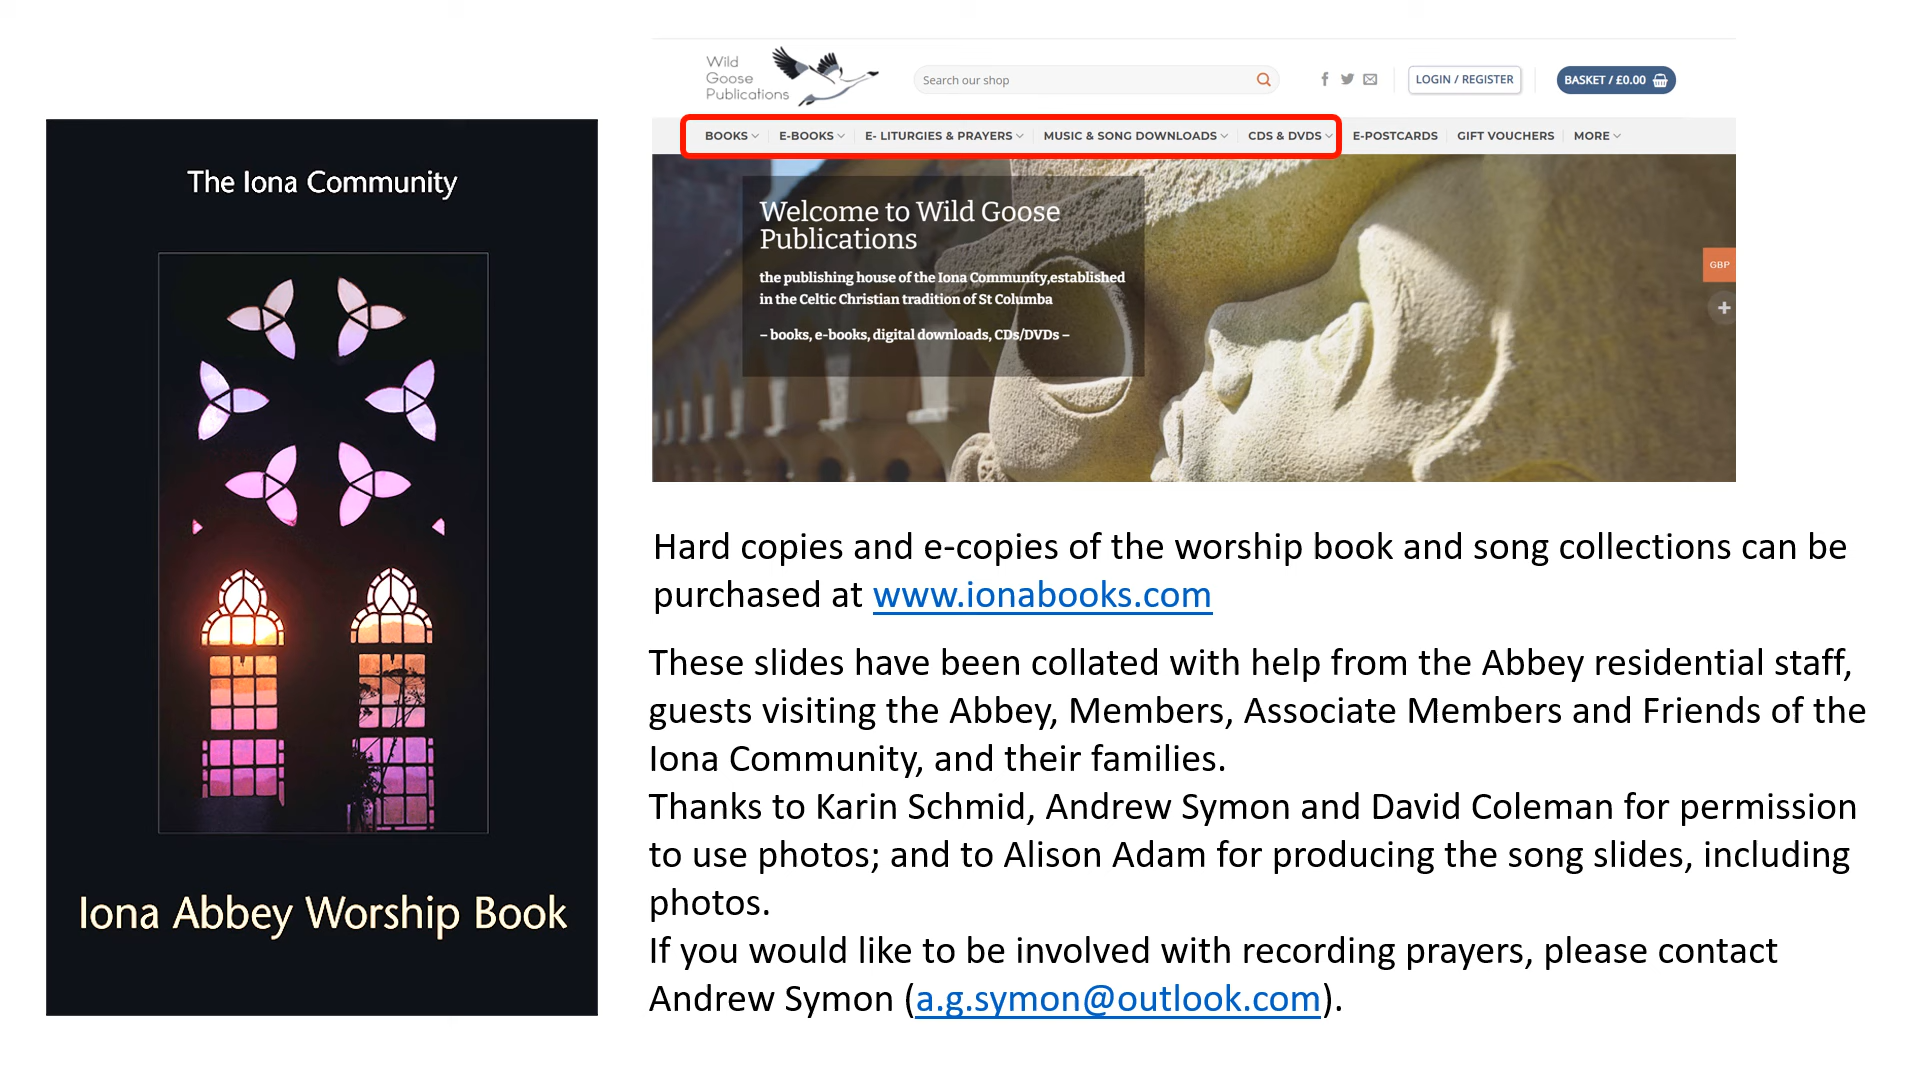 The Iona Community
Iona Abbey Worship Book
Wild
Goose
Publications
Search our shop
LOGIN / REGISTER
BASKET / £0.00
BOOKS E-BOOKS E- LITURGIES & PRAYERS MUSIC & SONG DOWNLOADS CDS & DVDS E-POSTCARDS GIFT VOUCHERS MORE
Welcome to Wild Goose
Publications
the publishing house of the Iona Community,established
in the Celtic Christian tradition of St Columba
– books, e-books, digital downloads, CDs/DVDs –
GBP
Hard copies and e-copies of the worship book and song collections can be
purchased at www.ionabooks.com
These slides have been collated with help from the Abbey residential staff,
guests visiting the Abbey, Members, Associate Members and Friends of the
Iona Community, and their families.
Thanks to Karin Schmid, Andrew Symon and David Coleman for permission
to use photos; and to Alison Adam for producing the song slides, including
photos.
If you would like to be involved with recording prayers, please contact
Andrew Symon (a.g.symon@outlook.com).